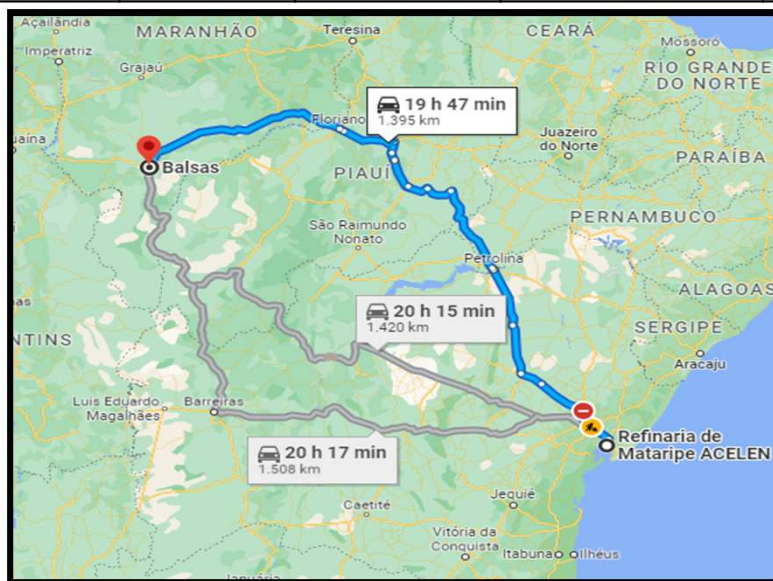 Açailândia
MARANHÃO
Teresina
CEARÁ
Imperatriz
Mossoró
Grajaú
RIO GRANDE
DO NORTE
19 h 47 min
1.395 km
Floriano
Juazeiro
do Norte
PARAÍBA
Balsas
PIAUÍ
PERNAMBUCO
São Raimundo
Nonato
Petrolina
ALAGOAS
20 h 15 min
1.420 km
SERGIPE
NTINS
Aracaju
Luis Eduardo
Magalhães
Barreiras
Refinaria de
Mataripe ACELEN
20 h 17 min
1.508 km
Jequié
Caetité
Vitória da
Conquista
Itabuna
Ilhéus